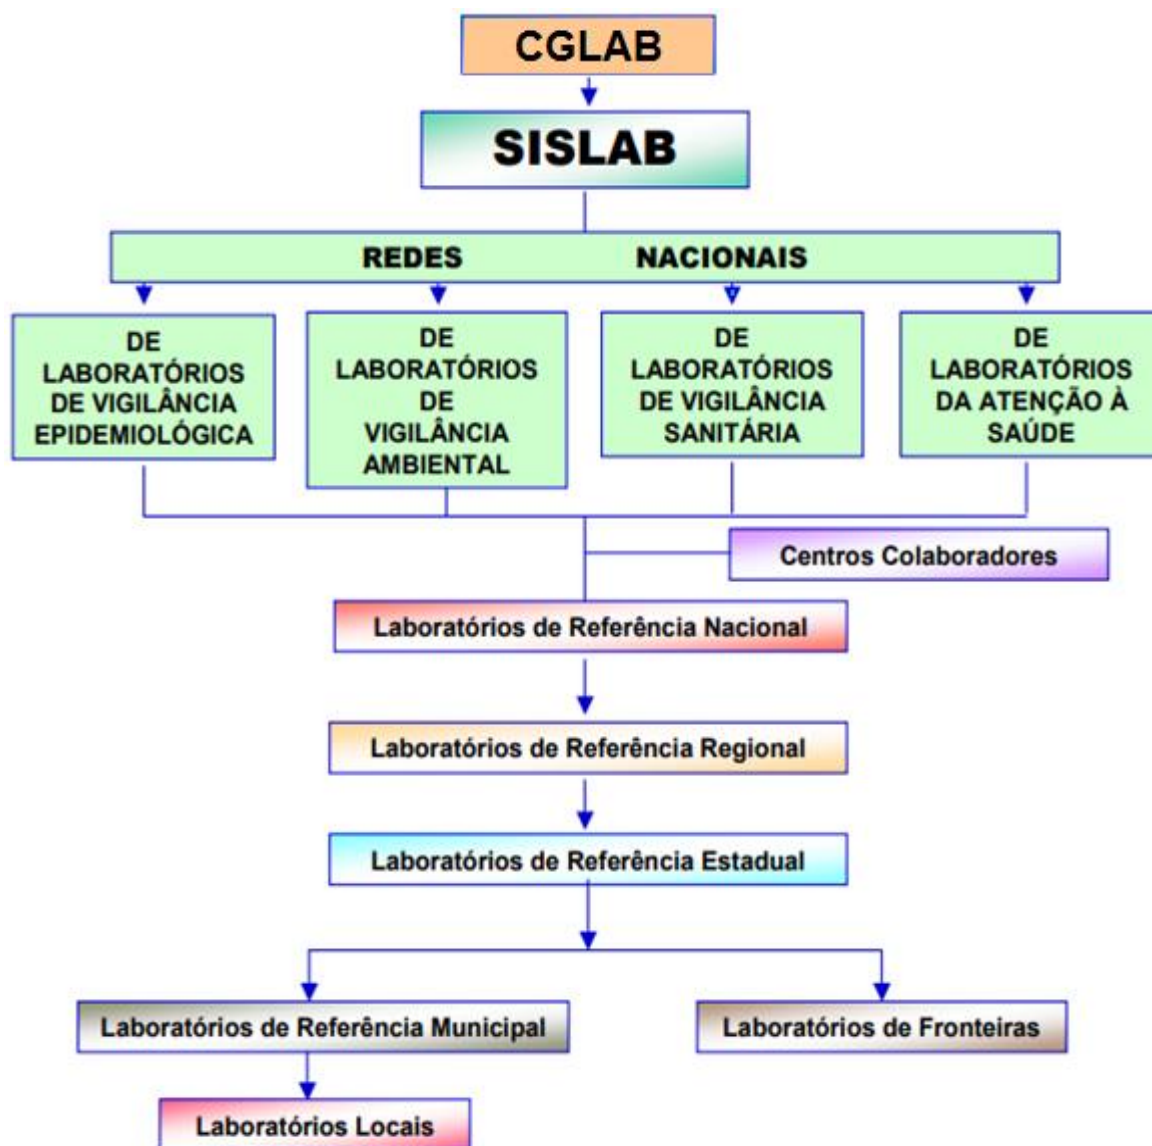 CGLAB
SISLAB
REDES NACIONAIS
DE
LABORATÓRIOS
DE VIGILÂNCIA
EPIDEMIOLÓGICA
DE
LABORATÓRIOS
DE
VIGILÂNCIA
AMBIENTAL
DE
LABORATÓRIOS
DE VIGILÂNCIA
SANITÁRIA
DE
LABORATÓRIOS
DA ATENÇÃO À
SAÚDE
Centros Colaboradores
Laboratórios de Referência Nacional
Laboratórios de Referência Regional
Laboratórios de Referência Estadual
Laboratórios de Referência Municipal
Laboratórios de Fronteiras
Laboratórios Locais